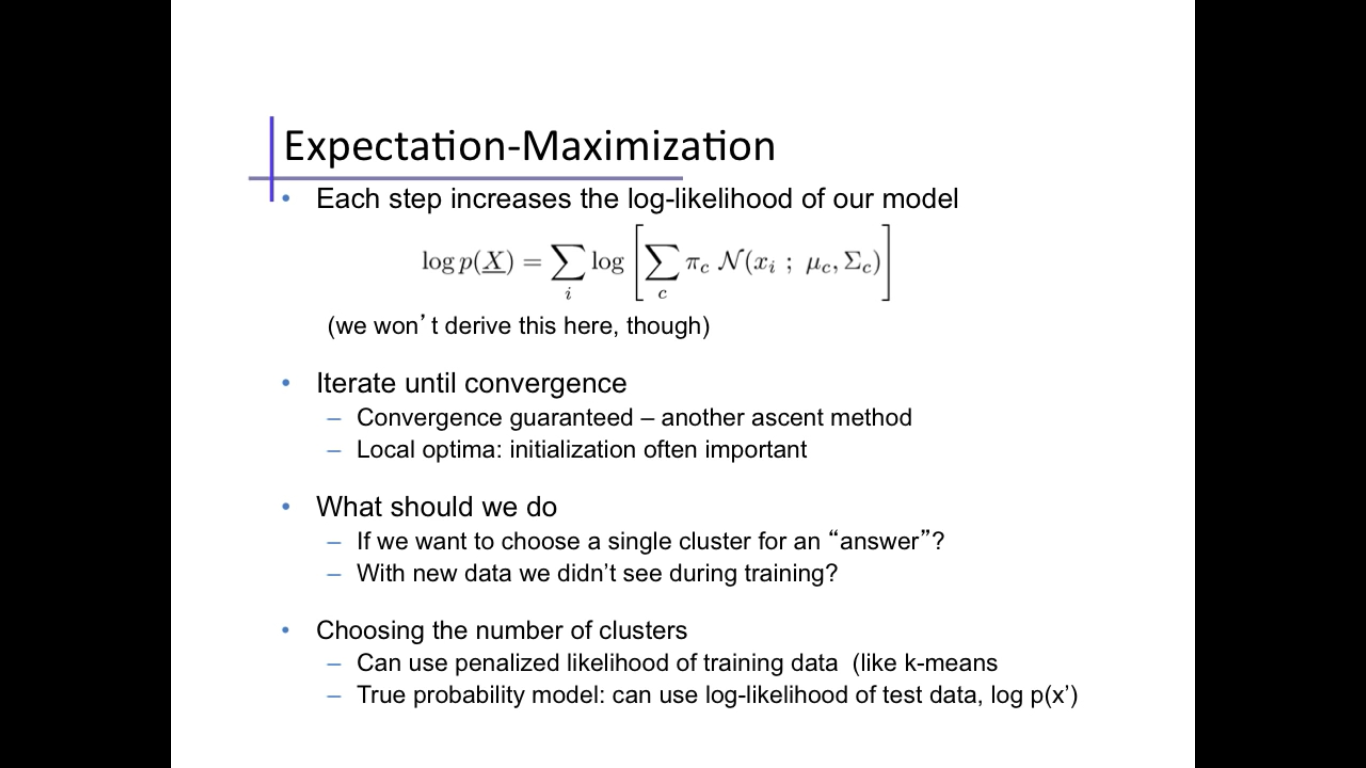 Expectation-Maximization
• Each step increases the log-likelihood of our model
log p(X) = ∑_i log [ ∑_c π_c N(x_i ; μ_c, Σ_c) ]
(we won’t derive this here, though)
• Iterate until convergence
– Convergence guaranteed – another ascent method
– Local optima: initialization often important
• What should we do
– If we want to choose a single cluster for an “answer”?
– With new data we didn’t see during training?
• Choosing the number of clusters
– Can use penalized likelihood of training data (like k-means
– True probability model: can use log-likelihood of test data, log p(x’)